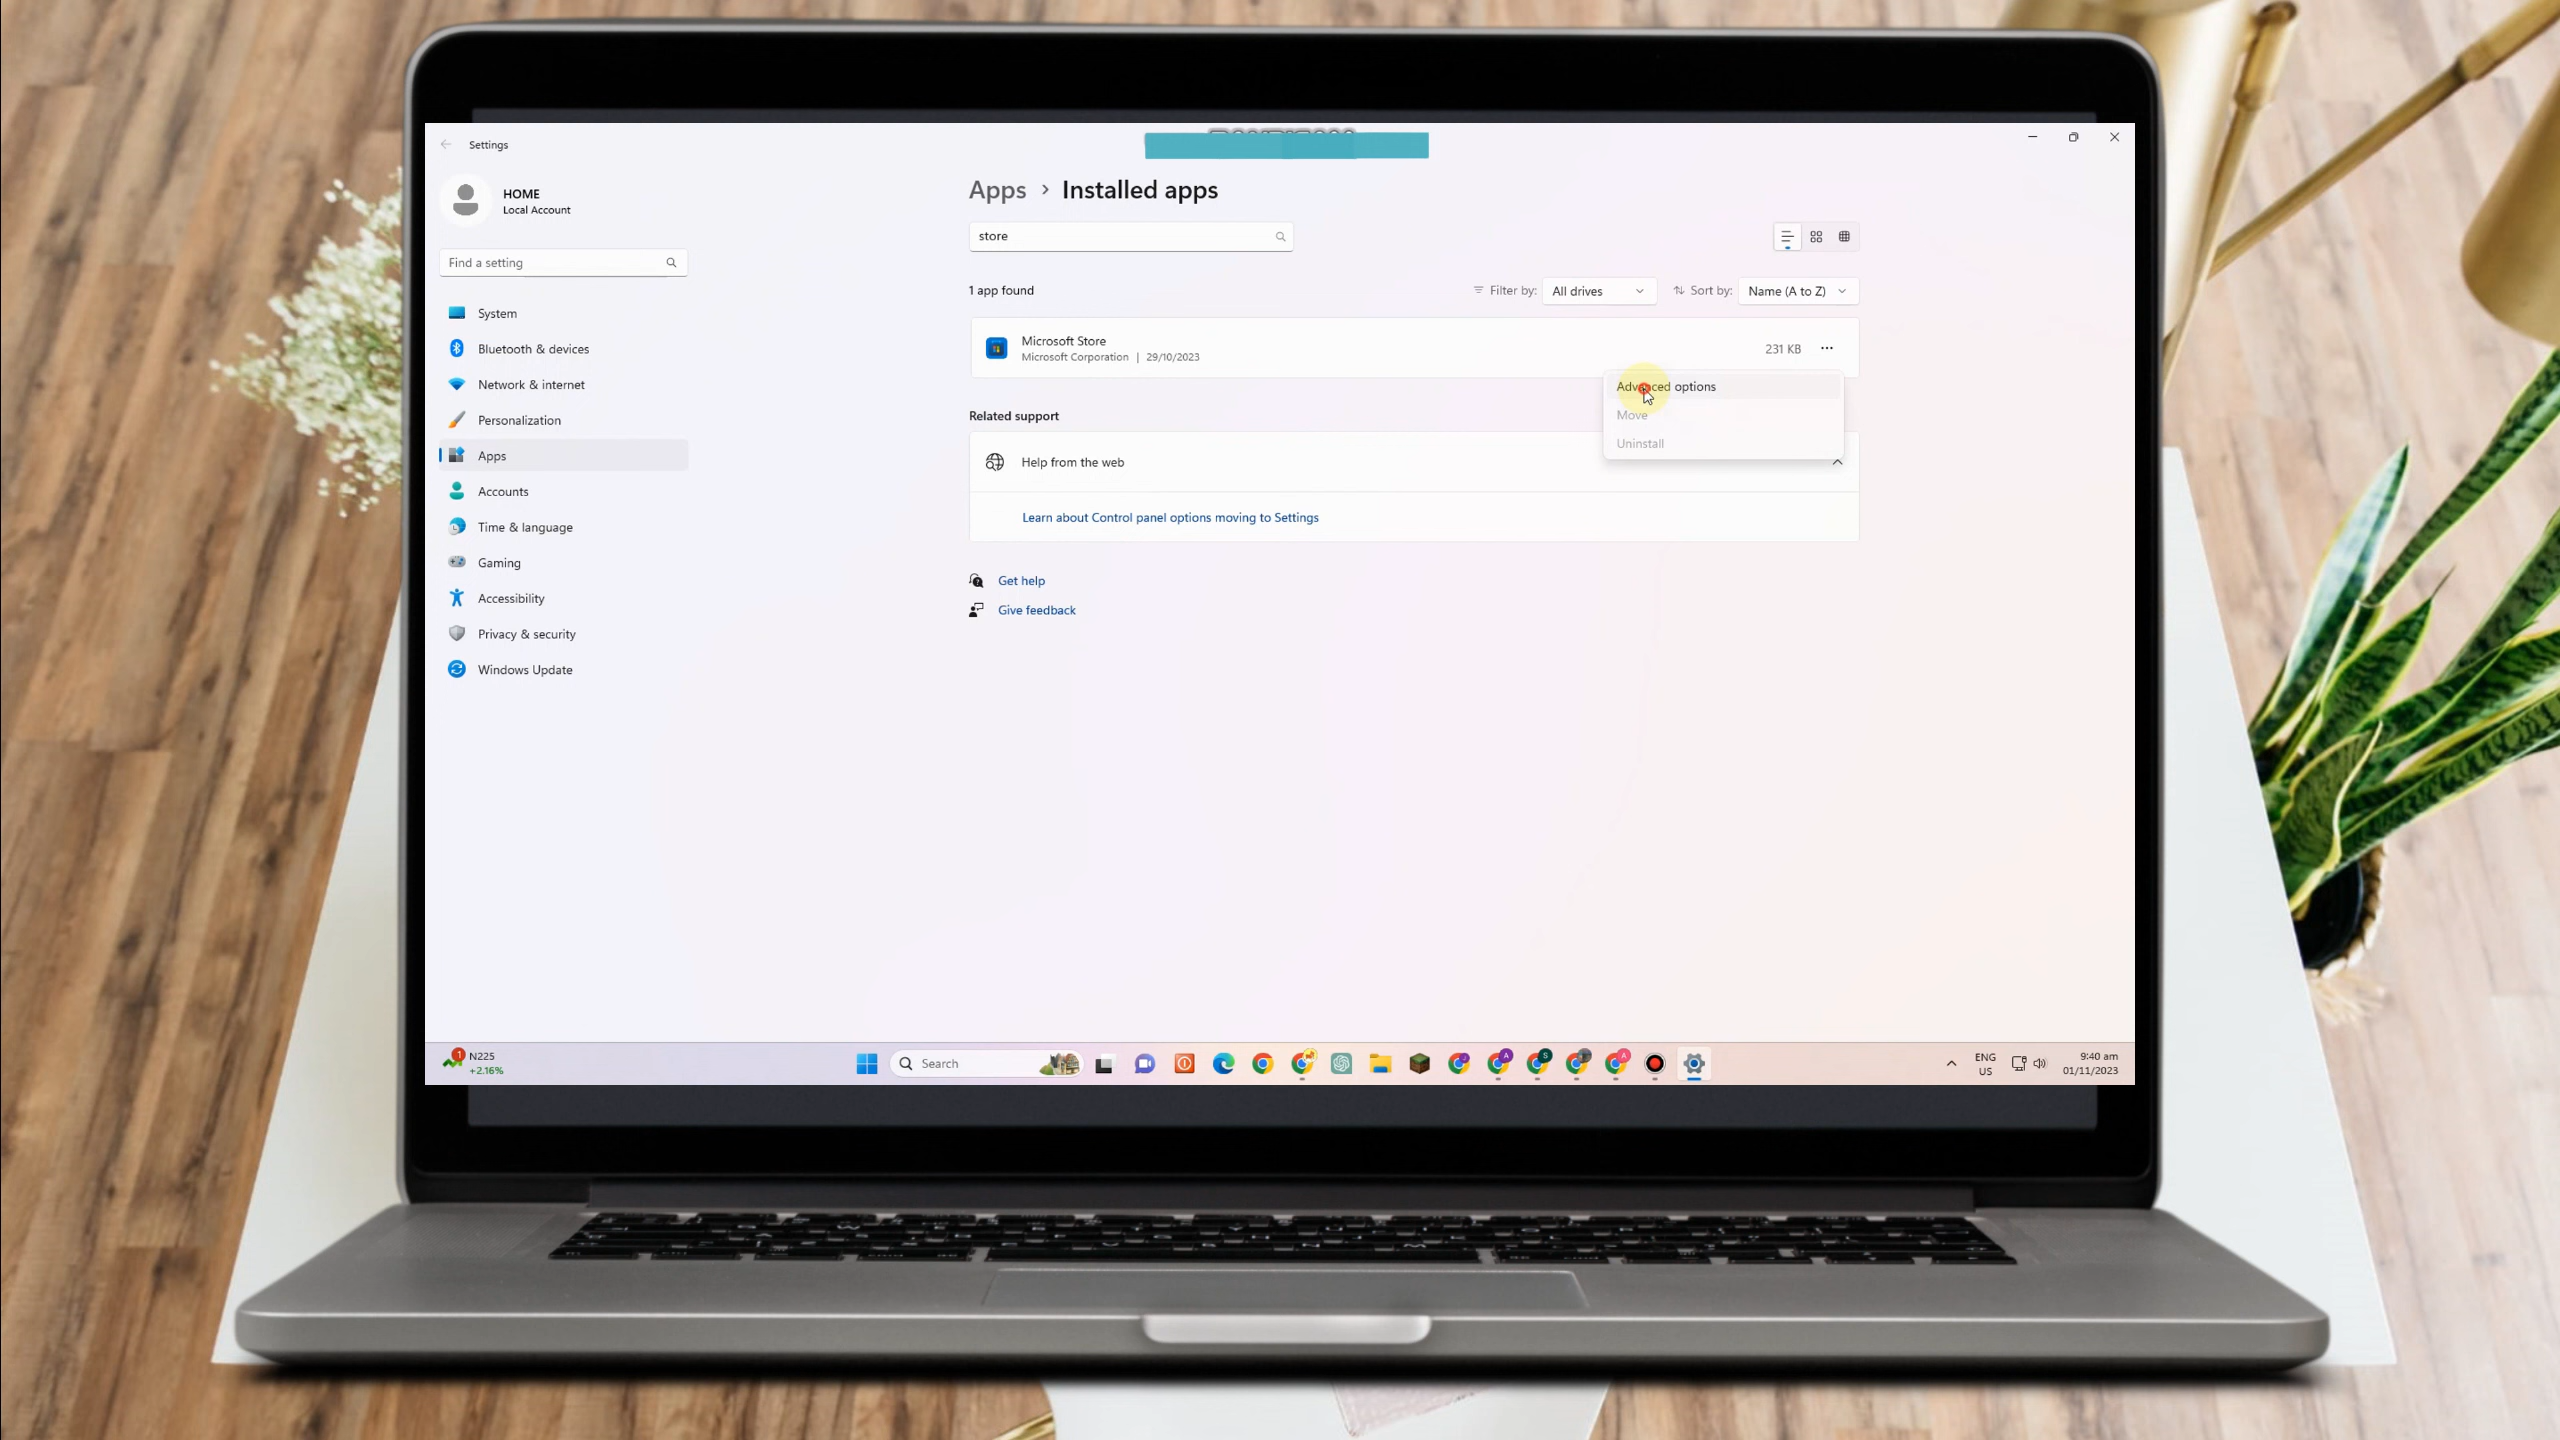 Settings
HOME
Local Account
Find a setting
System
Bluetooth & devices
Network & internet
Personalization
Apps
Accounts
Time & language
Gaming
Accessibility
Privacy & security
Windows Update
Apps > Installed apps
store
1 app found
Filter by: All drives
Sort by: Name (A to Z)
Microsoft Store
Microsoft Corporation | 29/10/2023
231 KB
Advanced options
Move
Uninstall
Related support
Help from the web
Learn about Control panel options moving to Settings
Get help
Give feedback
1
N225
+2.16%
Search
A
S
A
ENG
US
9:40 am
01/11/2023